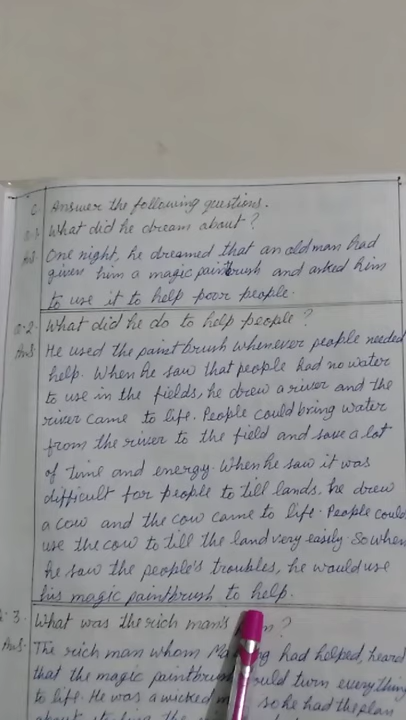 C. Answer the following questions.
Q.1. What did he dream about?
Ans: One night, he dreamed that an old man had
given him a magic paintbrush and asked him
to use it to help poor people.
Q.2. What did he do to help people?
Ans: He used the paintbrush whenever people needed
help. When he saw that people had no water
to use in the fields, he drew a river and the
river came to life. People could bring water
from the river to the field and save a lot
of time and energy. When he saw it was
difficult for people to till lands, he drew
a cow and the cow came to life. People could
use the cow to till the land very easily. So when
he saw the people's troubles, he would use
his magic paintbrush to help.
3. What was the rich man's ?
Ans: The rich man whom had helped, heard
that the magic paintbrush could turn everything
to life. He was a wicked so he had the plan
about the